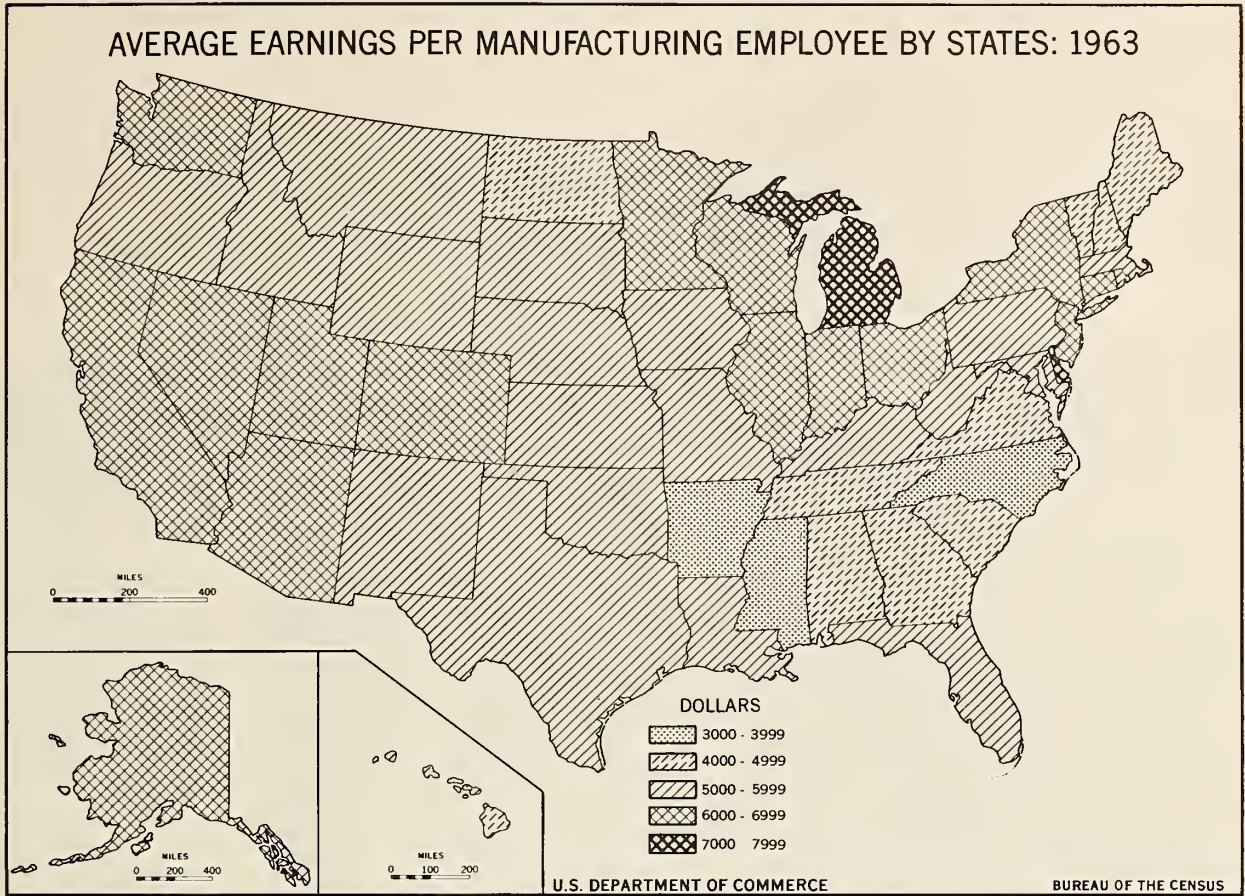 AVERAGE EARNINGS PER MANUFACTURING EMPLOYEE BY STATES: 1963
MILES
0 200 400
MILES
0 200 400
MILES
0 100 200
DOLLARS
3000 - 3999
4000 - 4999
5000 - 5999
6000 - 6999
7000 7999
U.S. DEPARTMENT OF COMMERCE
BUREAU OF THE CENSUS